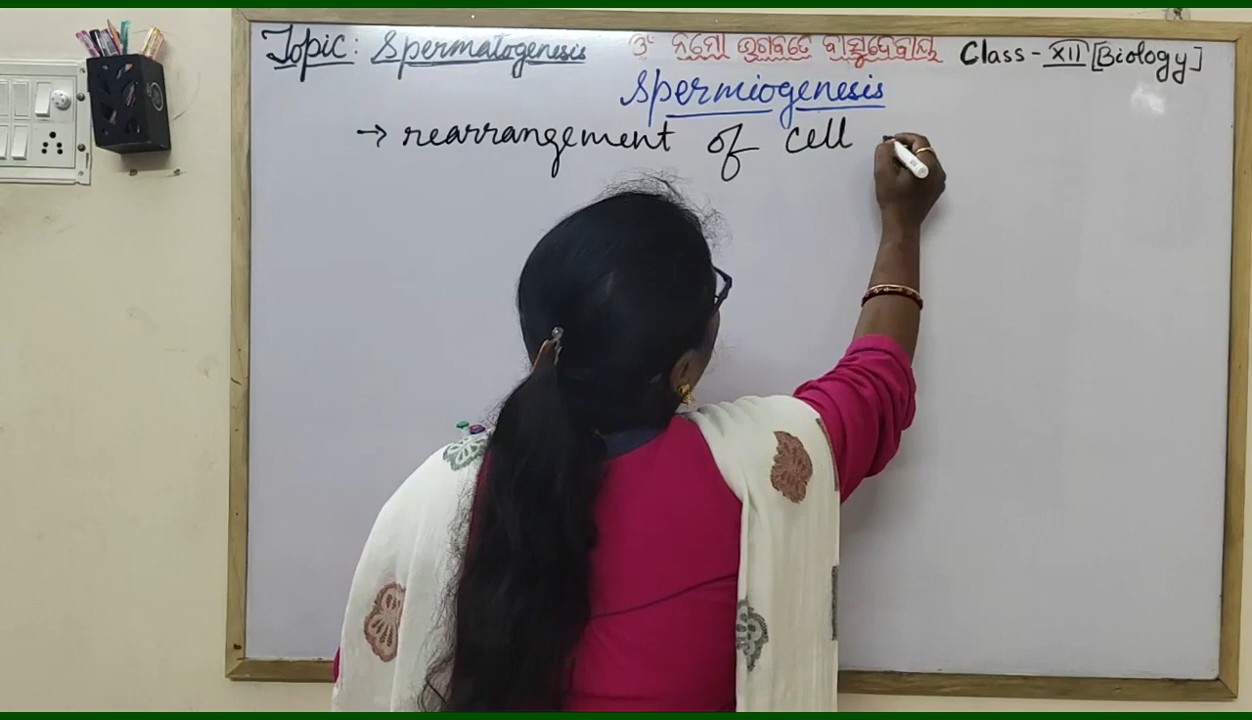 Topic: Spermatogenesis ଓଁ ନମୋ ଭଗବତେ ବାସୁଦେବାୟ Class - XII [Biology]
Spermiogenesis
→ rearrangement of cell